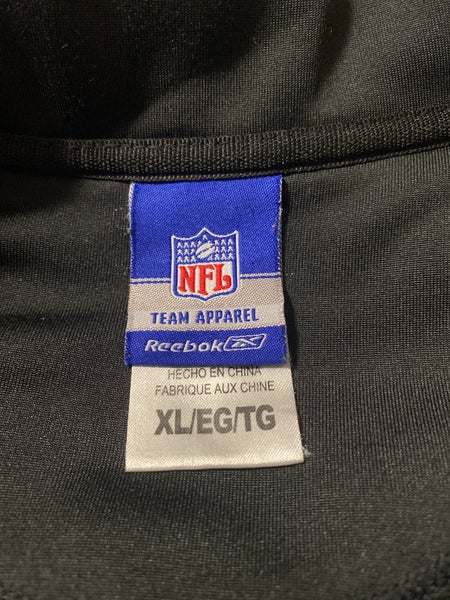 NFL
TEAM APPAREL
Reebok
HECHO EN CHINA
FABRIQUE AUX CHINE
XL/EG/TG